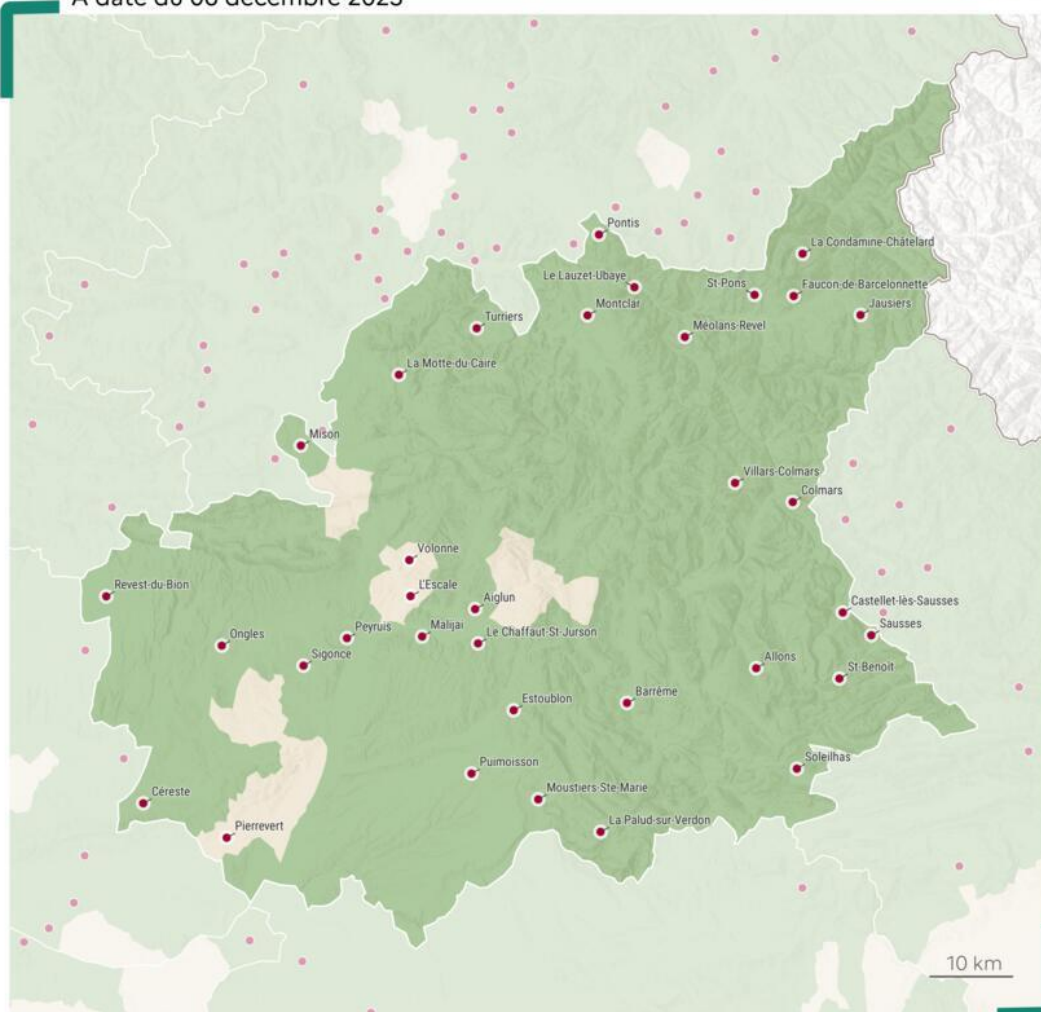 A date du 06 décembre 2023
Pontis
La Condamine-Châtelard
Le Lauzet-Ubaye
St-Pons
Faucon-de-Barcelonnette
Montclar
Jausiers
Turriers
Méolans-Revel
La Motte-du-Caire
Mison
Villars-Colmars
Colmars
Volonne
Revest-du-Bion
L'Escale
Aiglun
Castellet-lès-Sausses
Peyruis
Malijai
Sausses
Ongles
Le Chaffaut-St-Jurson
Sigonce
Allons
St-Benoit
Barrême
Estoublon
Soleilhas
Puimoisson
Céreste
Moustiers-Ste-Marie
Pierrevert
La Palud-sur-Verdon
10 km